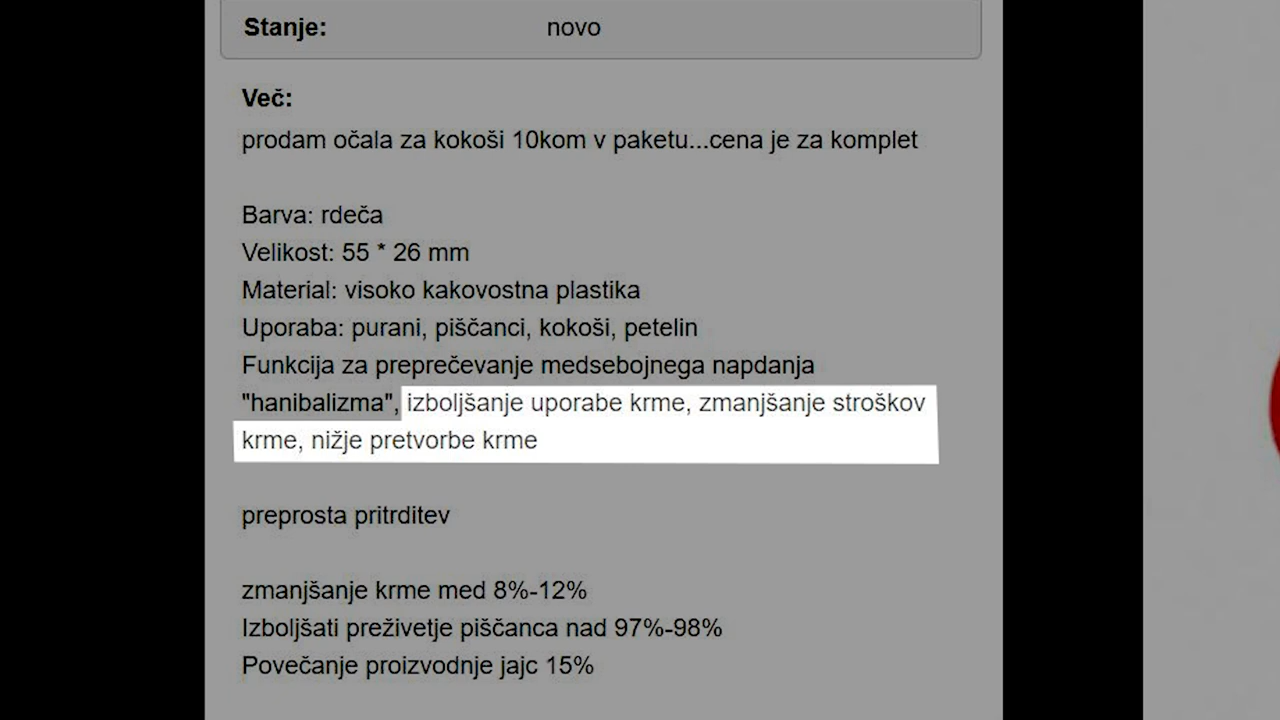 Stanje: novo
Več:
prodam očala za kokoši 10kom v paketu...cena je za komplet
Barva: rdeča
Velikost: 55 * 26 mm
Material: visoko kakovostna plastika
Uporaba: purani, piščanci, kokoši, petelin
Funkcija za preprečevanje medsebojnega napdanja
"hanibalizma", izboljšanje uporabe krme, zmanjšanje stroškov
krme, nižje pretvorbe krme
preprosta pritrditev
zmanjšanje krme med 8%-12%
Izboljšati preživetje piščanca nad 97%-98%
Povečanje proizvodnje jajc 15%